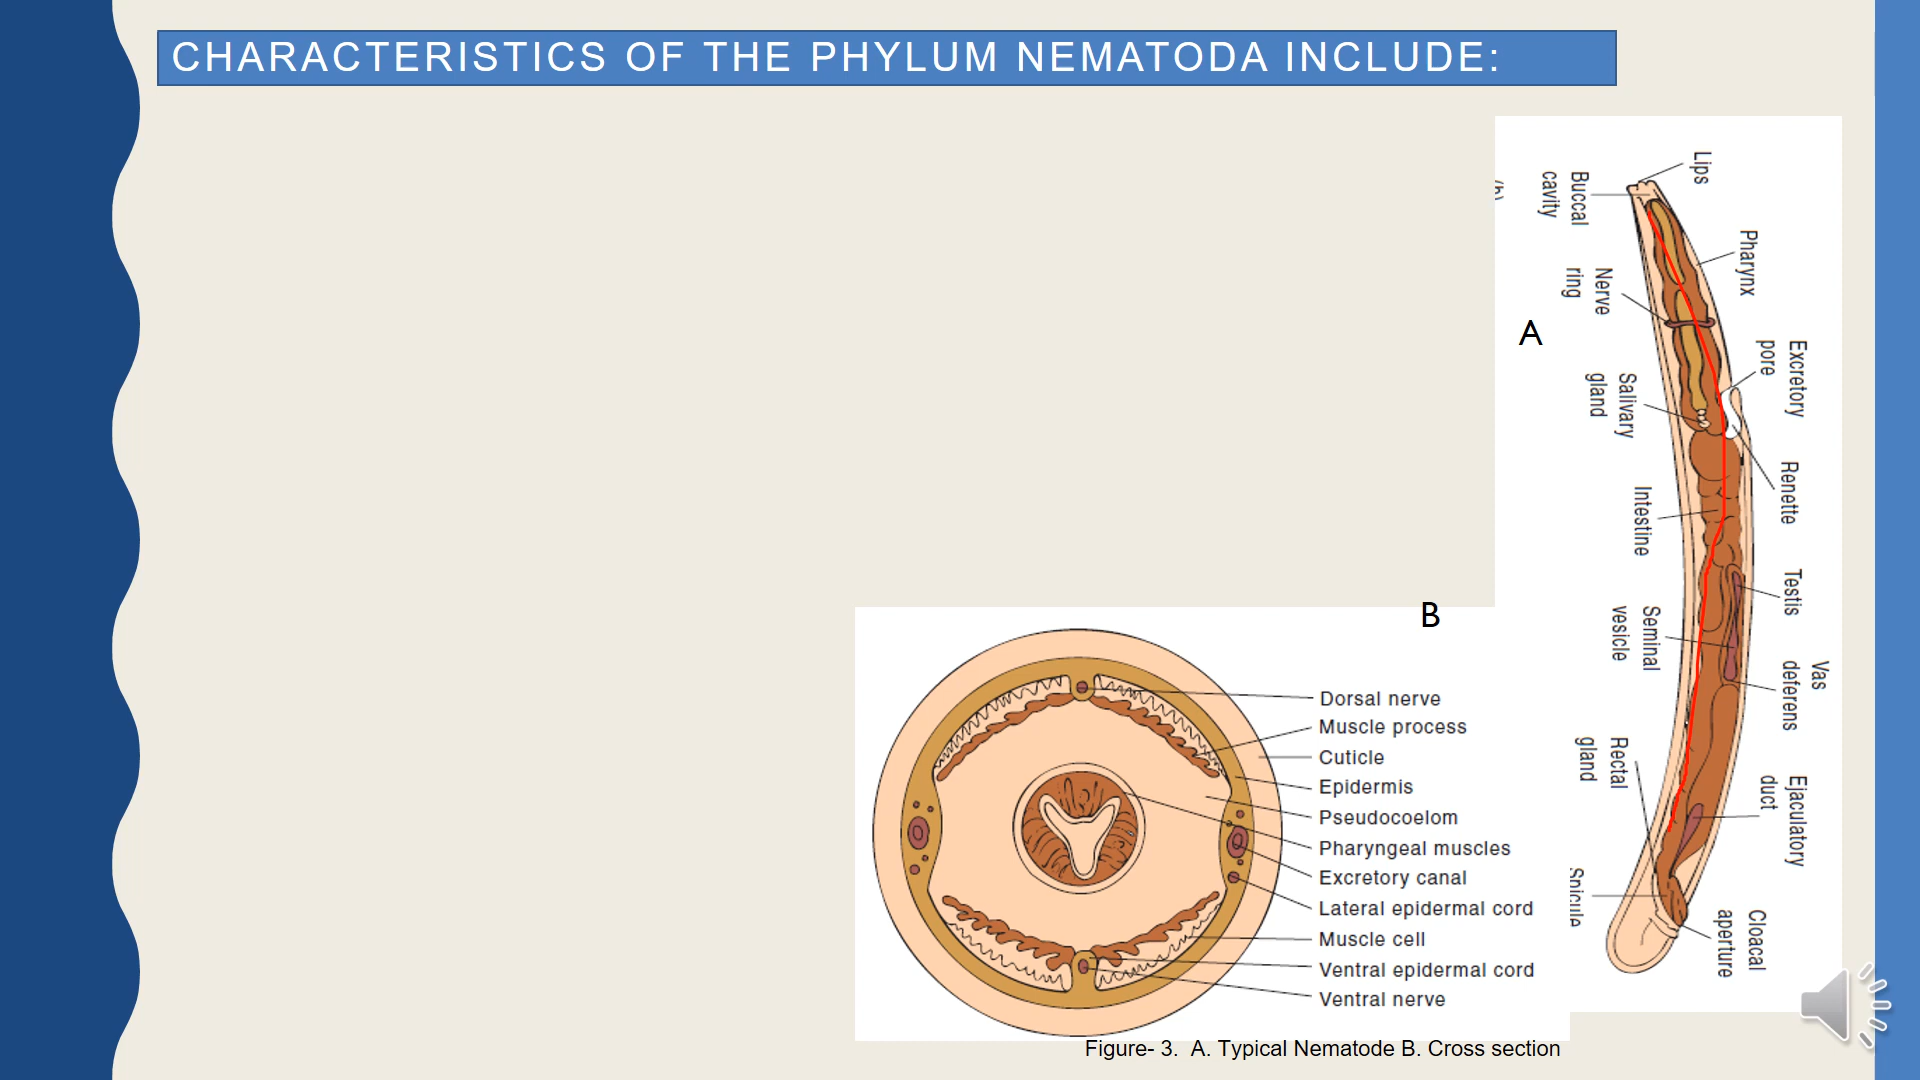 CHARACTERISTICS OF THE PHYLUM NEMATODA INCLUDE:
A
Lips
Buccal
cavity
Pharynx
Nerve
ring
Excretory
pore
Salivary
gland
Renette
Intestine
Testis
Seminal
vesicle
Vas
deferens
Rectal
gland
Ejaculatory
duct
Spicule
Cloacal
aperture
B
Dorsal nerve
Muscle process
Cuticle
Epidermis
Pseudocoelom
Pharyngeal muscles
Excretory canal
Lateral epidermal cord
Muscle cell
Ventral epidermal cord
Ventral nerve
Figure- 3. A. Typical Nematode B. Cross section